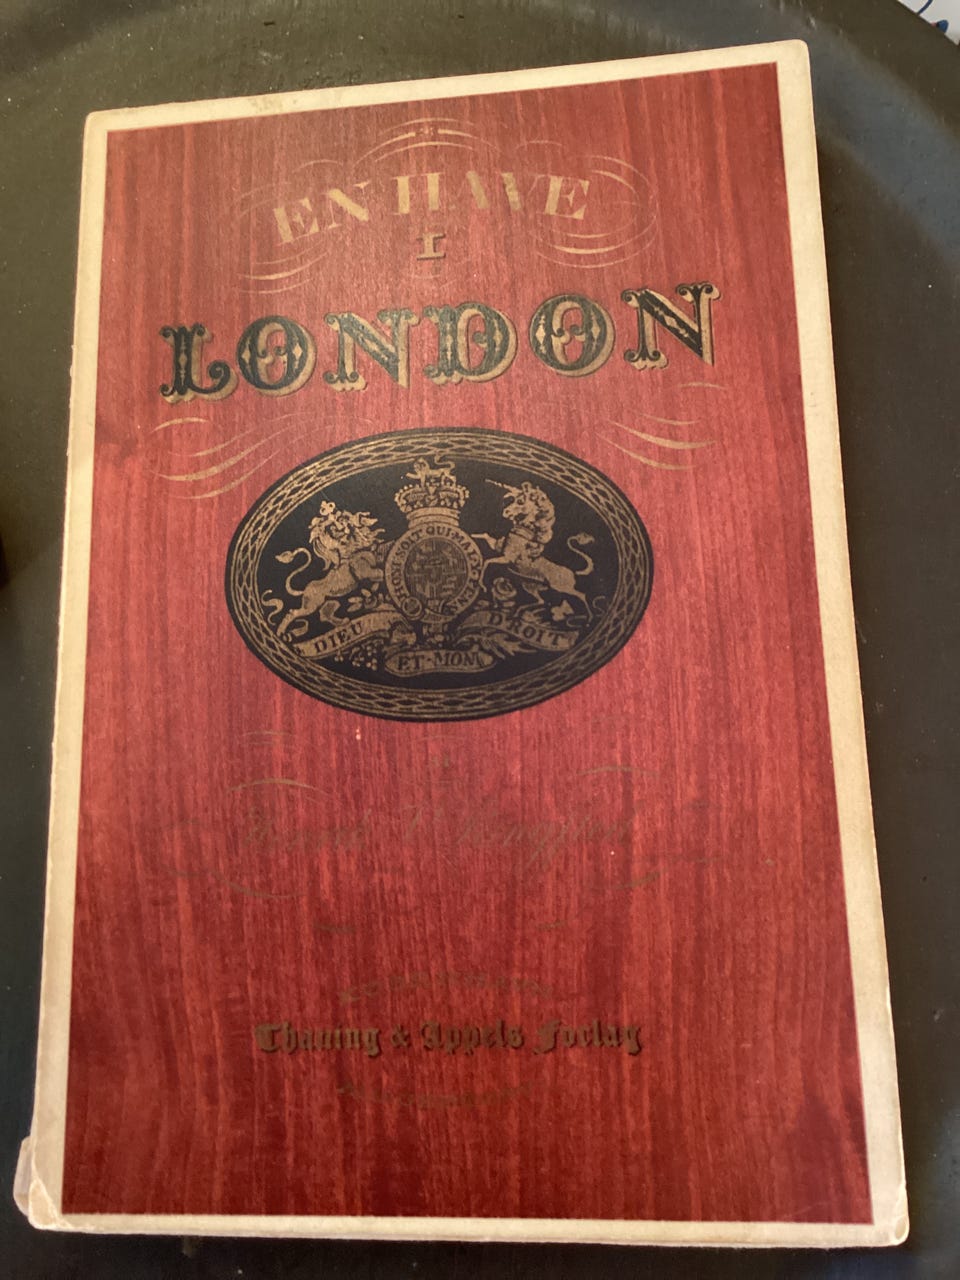 EN HAVE
I
LONDON
HONI SOIT QUI MAL Y PENSE
DIEU
ET·MON
DROIT
Thaning & Appels Forlag